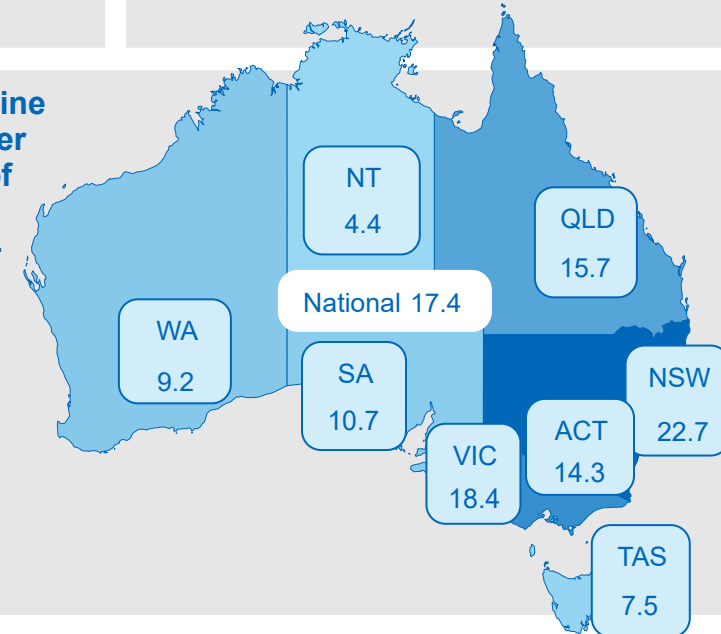 NT
4.4
QLD
15.7
National 17.4
WA
9.2
SA
10.7
NSW
22.7
ACT
14.3
VIC
18.4
TAS
7.5